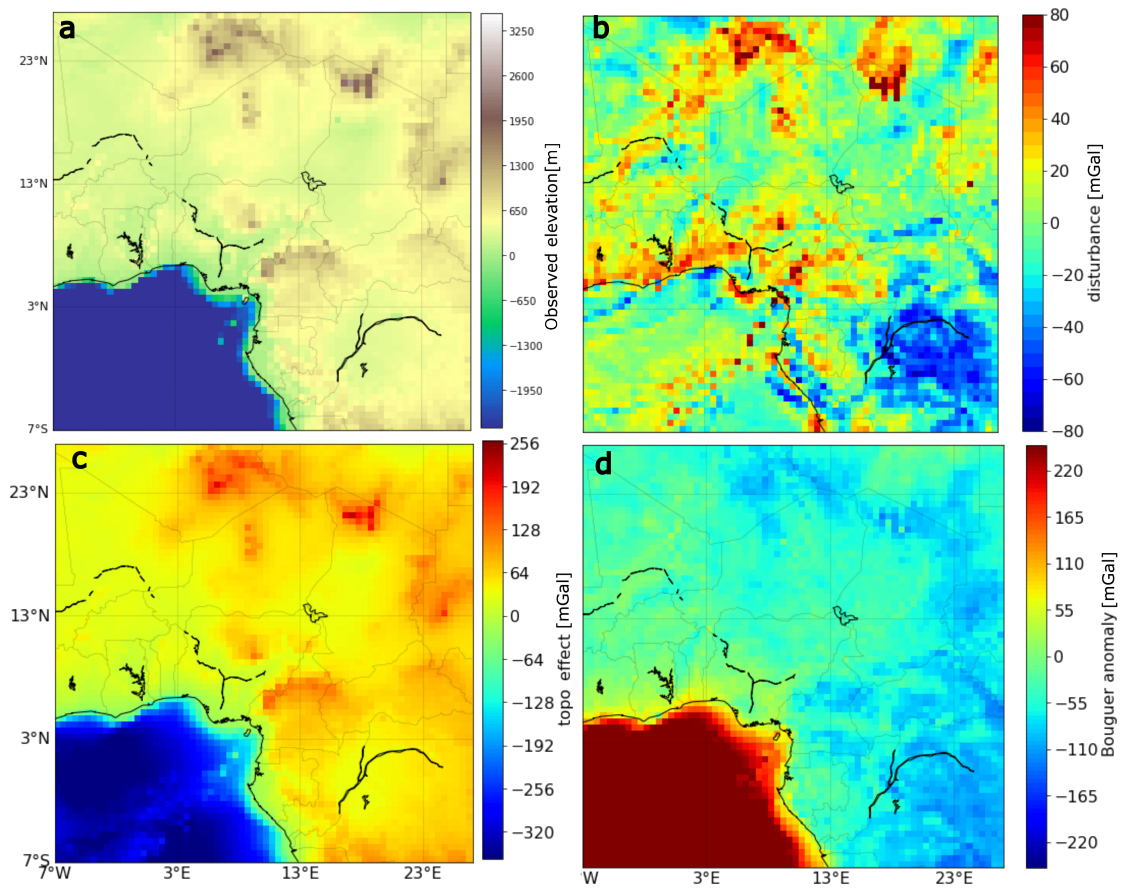 a
23°N
13°N
3°N
7°S
3250
2600
1950
1300
650
0
−650
−1300
−1950
Observed elevation[m]
b
80
60
40
20
0
−20
−40
−60
−80
disturbance [mGal]
c
23°N
13°N
3°N
7°S
7°W
3°E
13°E
23°E
256
192
128
64
0
−64
−128
−192
−256
−320
topo effect [mGal]
d
°W
3°E
13°E
23°E
220
165
110
55
0
−55
−110
−165
−220
Bouguer anomaly [mGal]